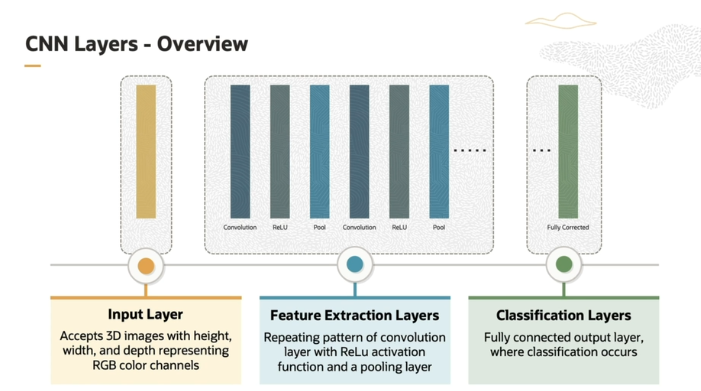 CNN Layers - Overview
Convolution ReLU Pool Convolution ReLU Pool
Fully Corrected
Input Layer
Accepts 3D images with height,
width, and depth representing
RGB color channels
Feature Extraction Layers
Repeating pattern of convolution
layer with ReLu activation
function and a pooling layer
Classification Layers
Fully connected output layer,
where classification occurs